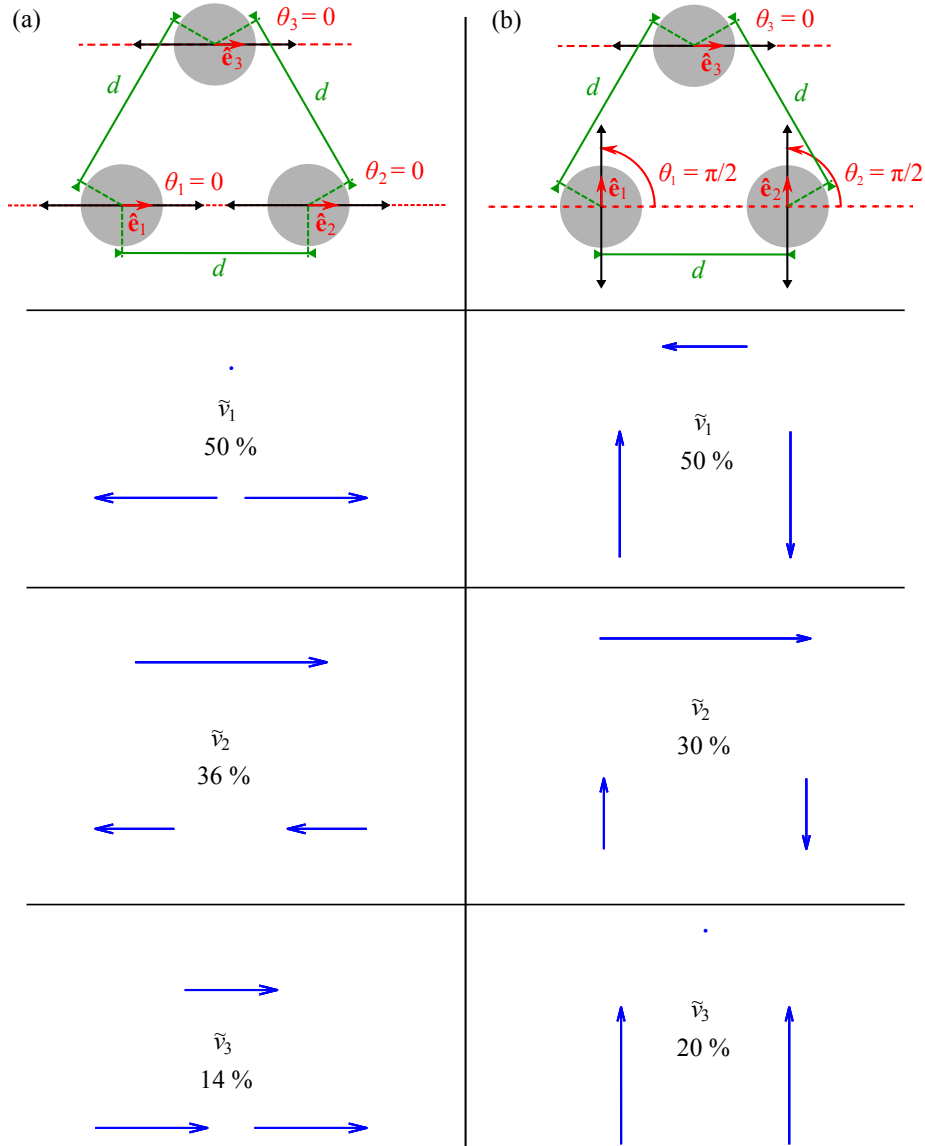 (a)
θ₃ = 0
ê₃
d
d
θ₁ = 0
θ₂ = 0
ê₁
ê₂
d
ṽ₁
50 %
ṽ₂
36 %
ṽ₃
14 %
(b)
θ₃ = 0
ê₃
d
d
θ₁ = π/2
θ₂ = π/2
ê₁
ê₂
d
ṽ₁
50 %
ṽ₂
30 %
ṽ₃
20 %